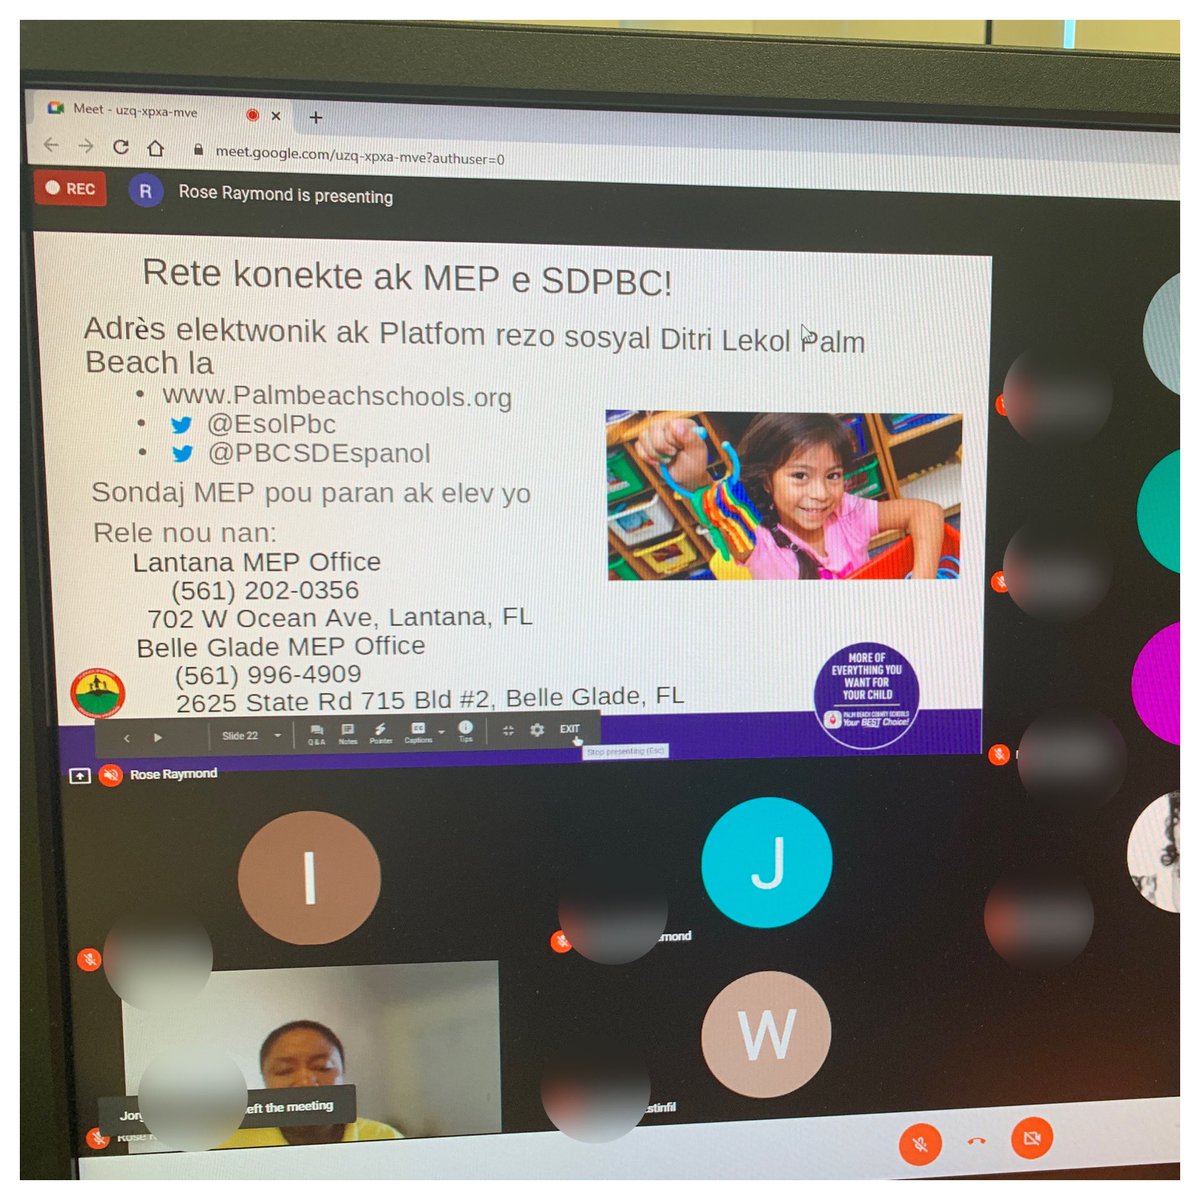 Meet - uzq-xpxa-mve
meet.google.com/uzq-xpxa-mve?authuser=0
REC
R
Rose Raymond is presenting
Rete konekte ak MEP e SDPBC!
Adrès elektwonik ak Platfom rezo sosyal Ditri Lekol Palm
Beach la
• www.Palmbeachschools.org
• @EsolPbc
• @PBCSDEspanol
Sondaj MEP pou paran ak elev yo
Rele nou nan:
Lantana MEP Office
(561) 202-0356
702 W Ocean Ave, Lantana, FL
Belle Glade MEP Office
(561) 996-4909
2625 State Rd 715 Bld #2, Belle Glade, FL
MORE OF
EVERYTHING YOU
WANT FOR
YOUR CHILD
PALM BEACH COUNTY SCHOOLS
Your BEST Choice!
Slide 22
Q&A
Notes
Pointer
Captions
Tips
EXIT
Stop presenting (Esc)
Rose Raymond
I
J
mond
W
eft the meeting
stinfil